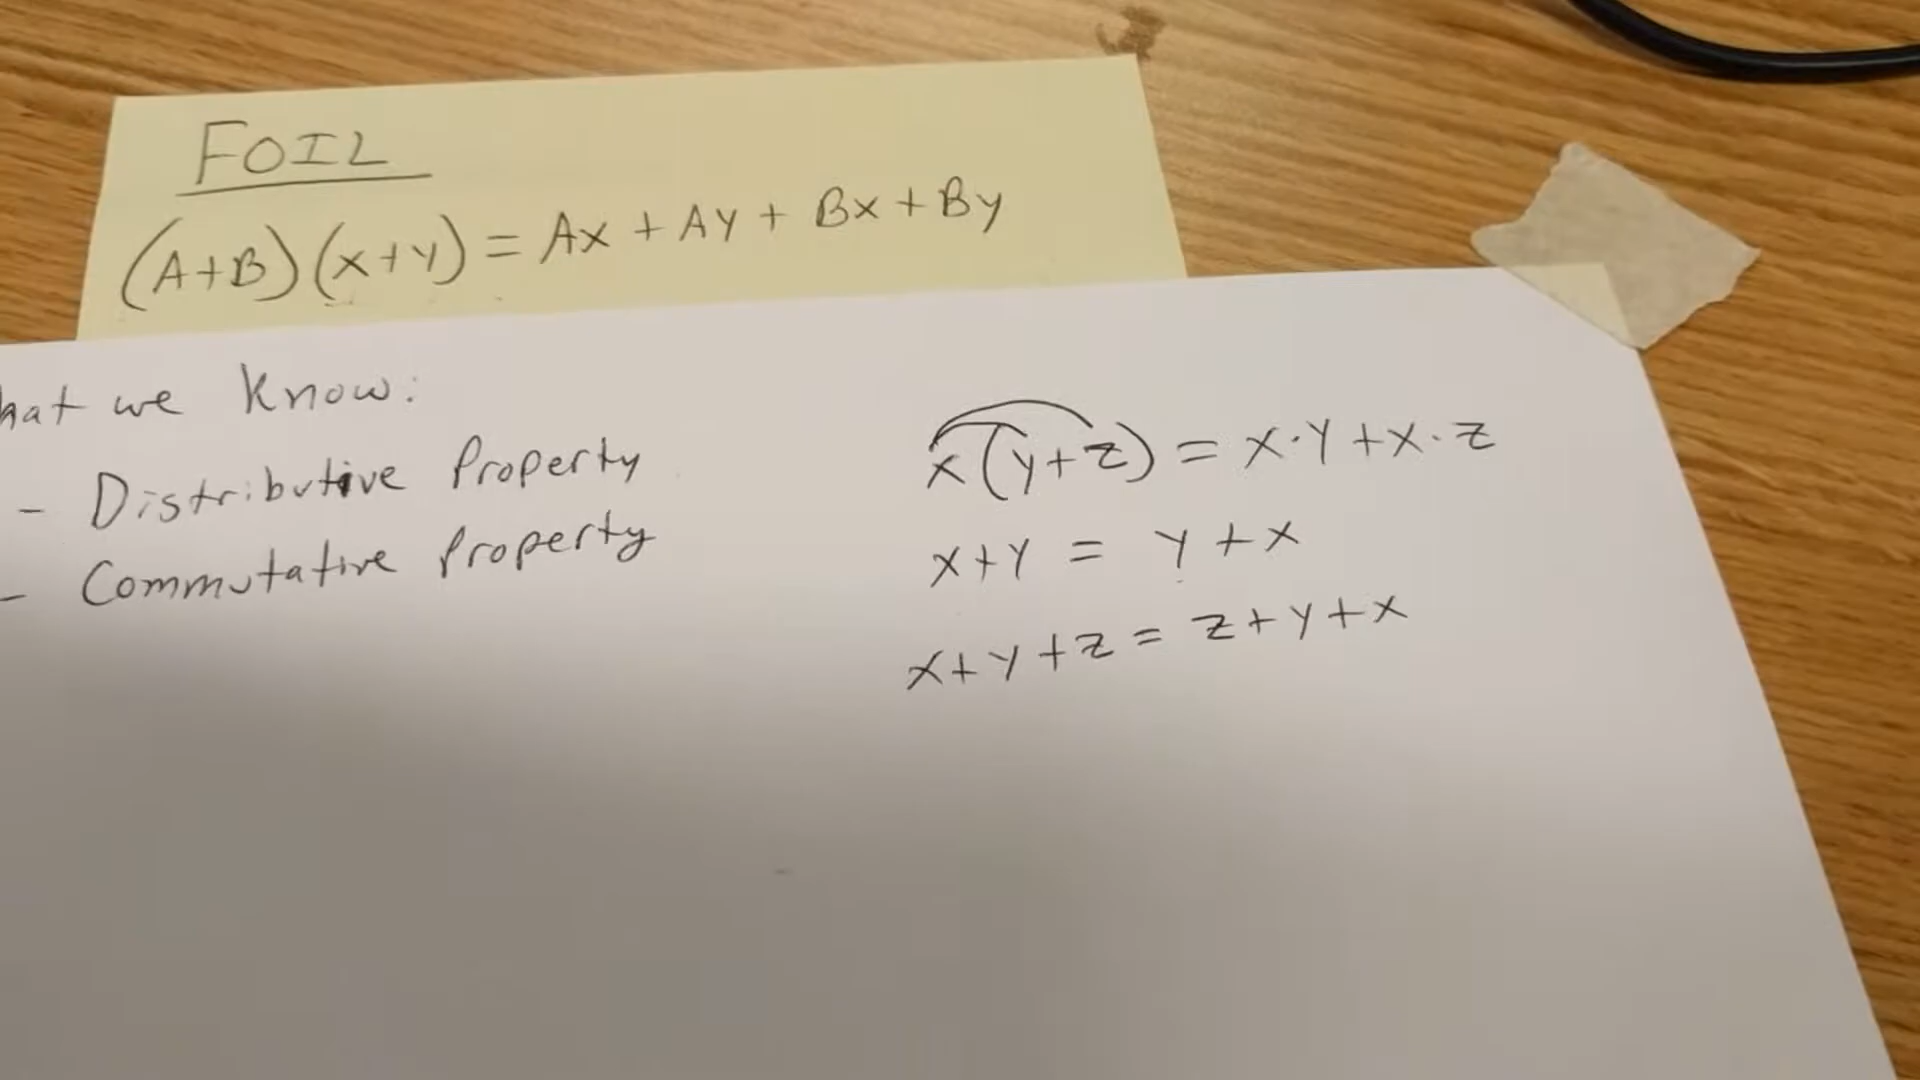 FOIL
(A+B)(x+y) = Ax + Ay + Bx + By
hat we Know:
- Distributive Property
x(y+z) = x·y + x·z
- Commutative Property
x+y = y+x
x+y+z = z+y+x